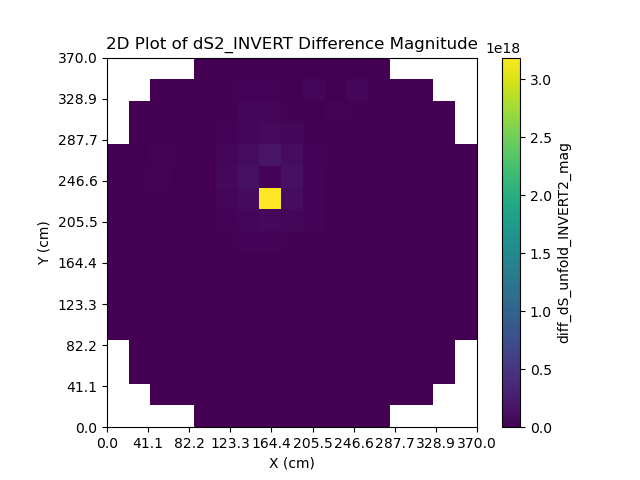 2D Plot of dS2_INVERT Difference Magnitude
1e18
370.0
328.9
287.7
246.6
205.5
164.4
123.3
82.2
41.1
0.0
Y (cm)
0.0 41.1 82.2 123.3 164.4 205.5 246.6 287.7 328.9 370.0
X (cm)
3.0
2.5
2.0
1.5
1.0
0.5
0.0
diff_dS_unfold_INVERT2_mag